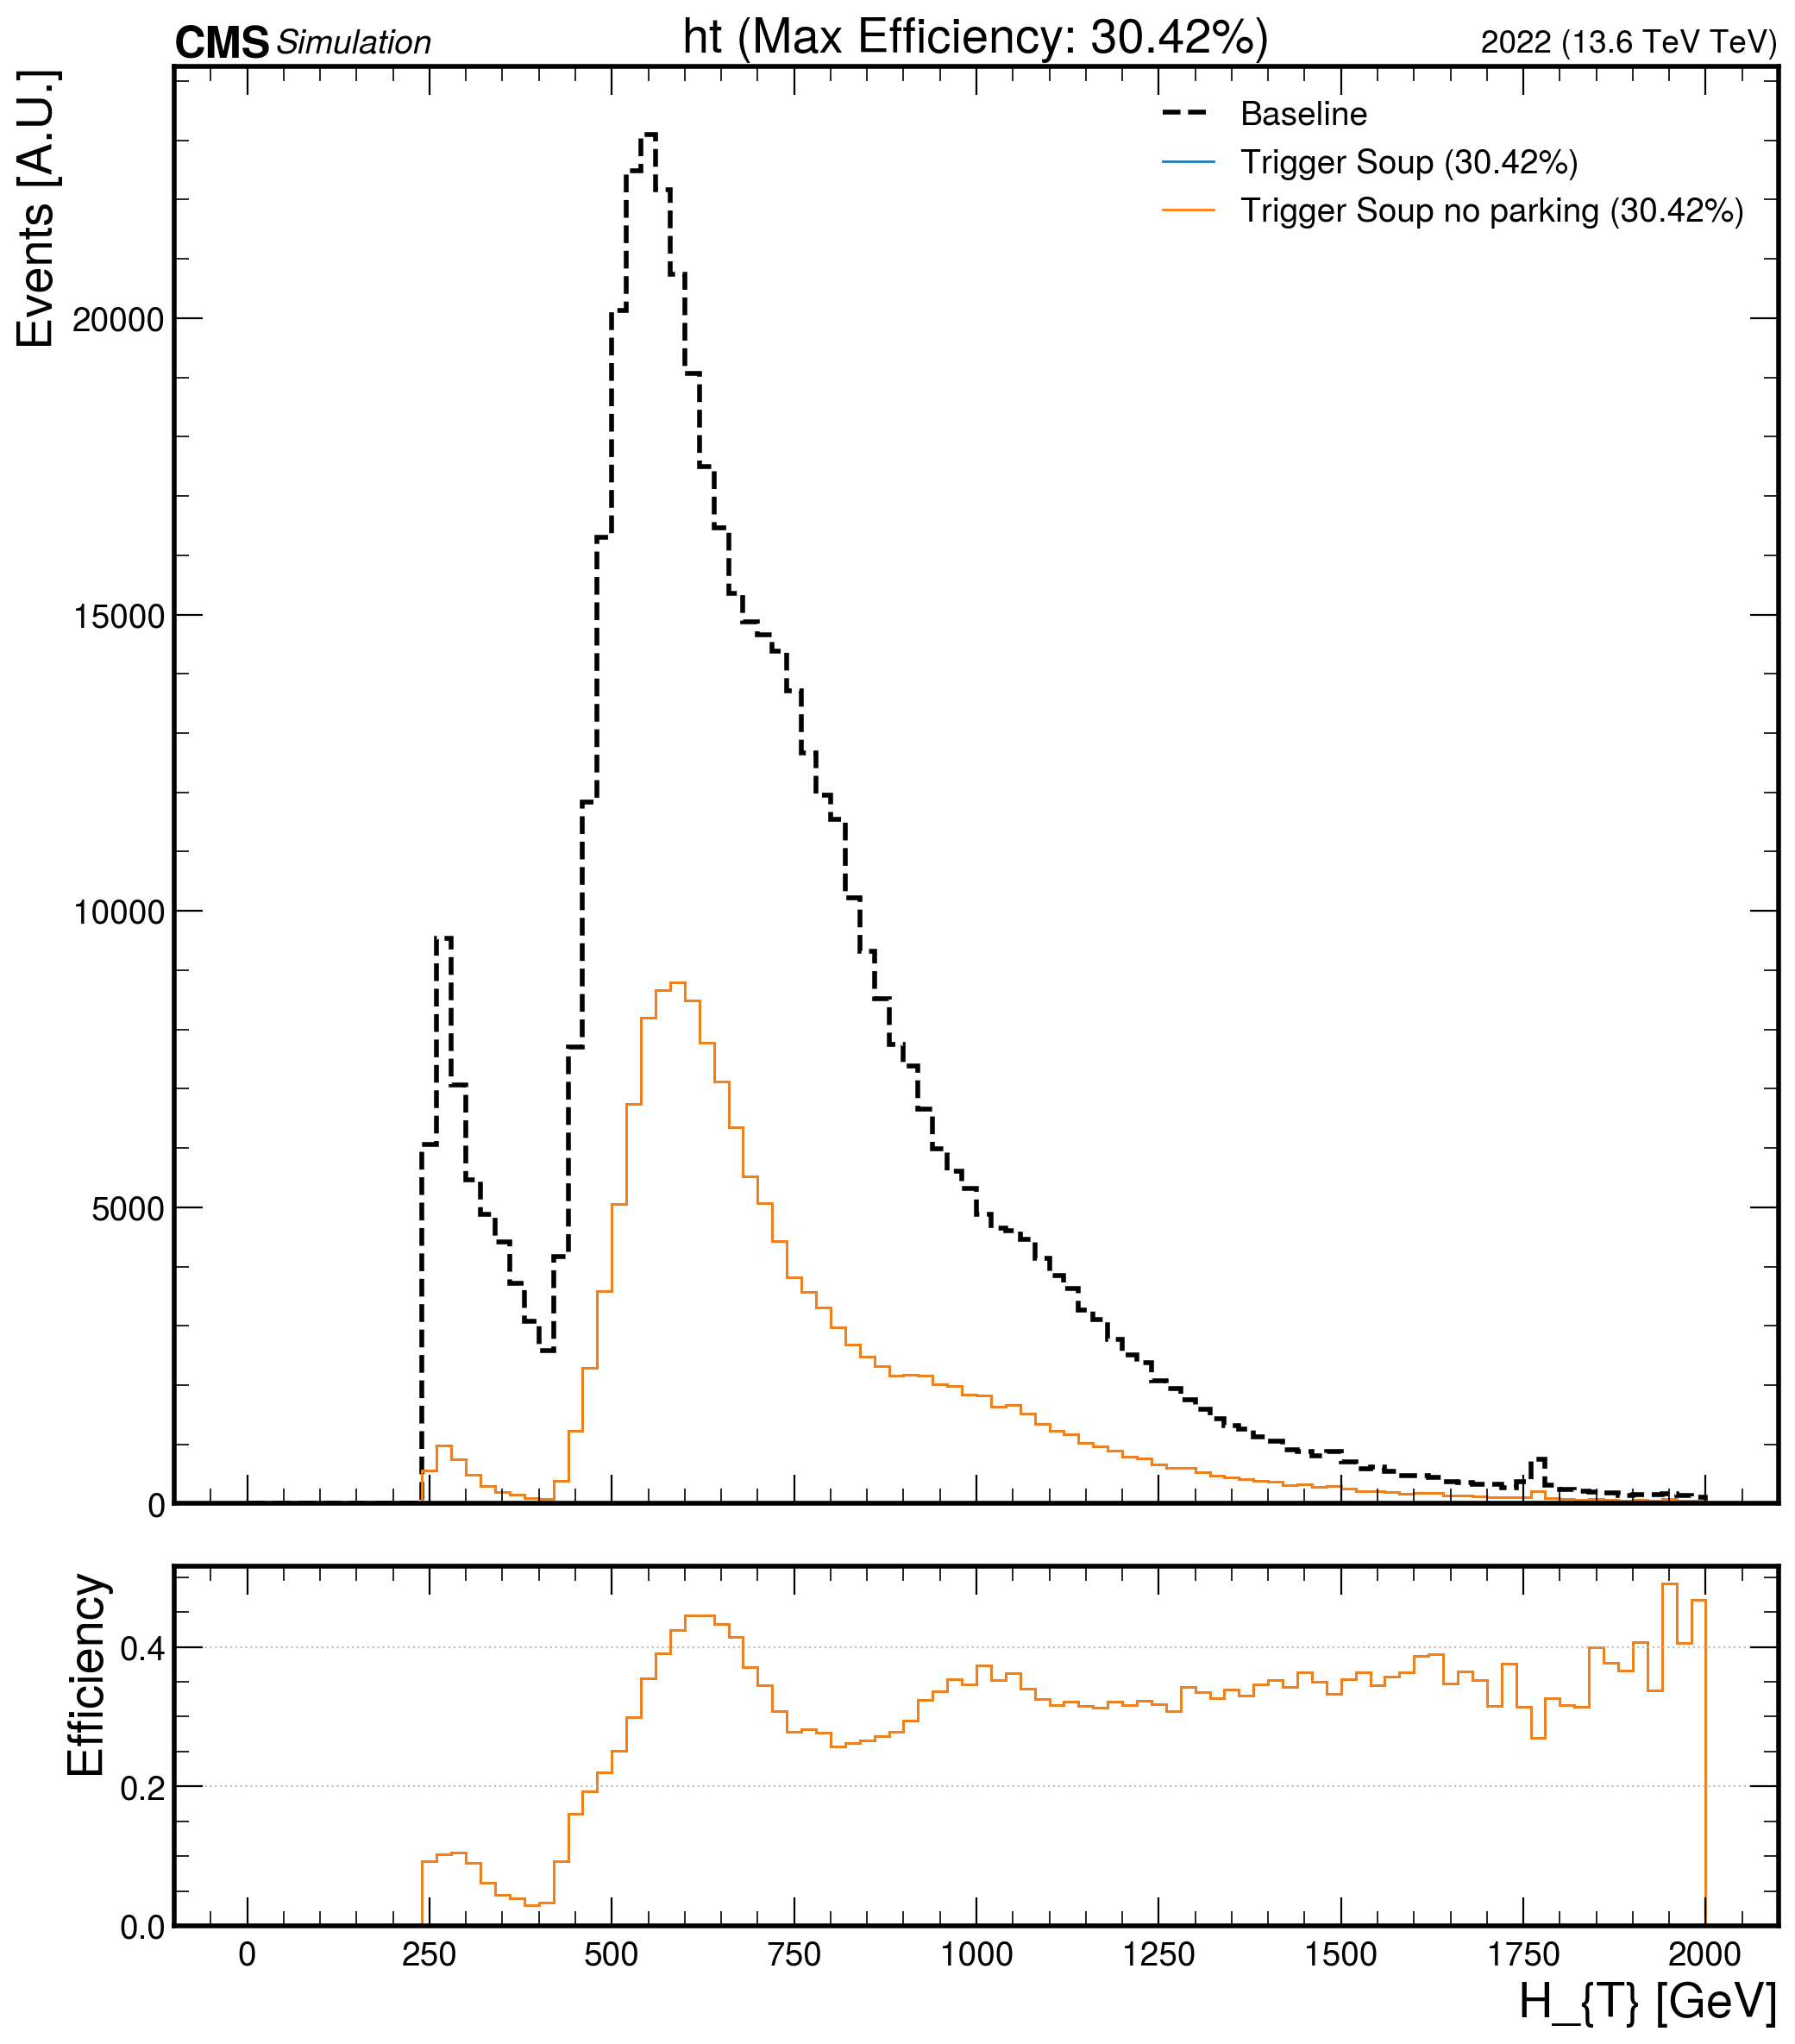 CMS Simulation ht (Max Efficiency: 30.42%) 2022 (13.6 TeV TeV)
Events [A.U.]
Baseline
Trigger Soup (30.42%)
Trigger Soup no parking (30.42%)
20000
15000
10000
5000
0
Efficiency
0.4
0.2
0.0
0 250 500 750 1000 1250 1500 1750 2000
H_{T} [GeV]